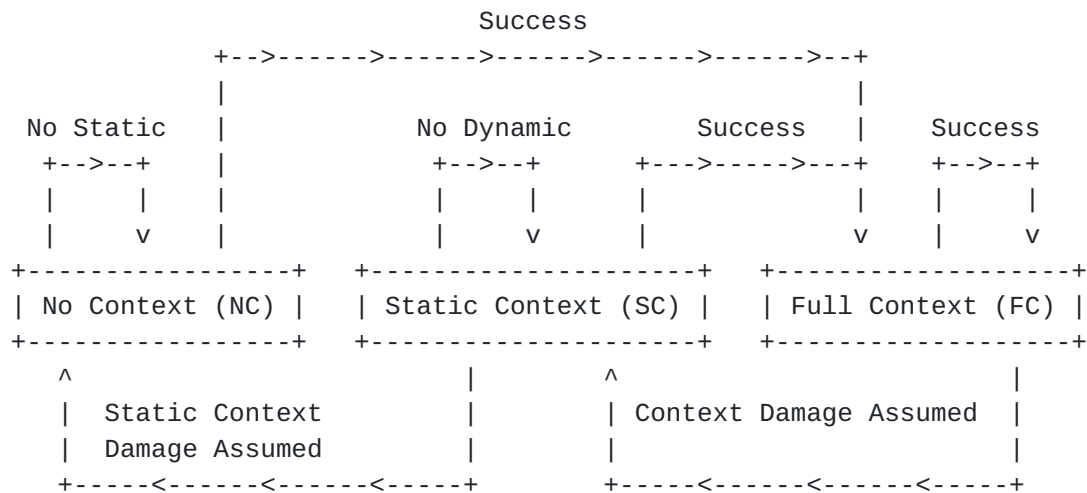 Success
No Static No Dynamic Success Success
No Context (NC) Static Context (SC) Full Context (FC)
Static Context Context Damage Assumed
Damage Assumed